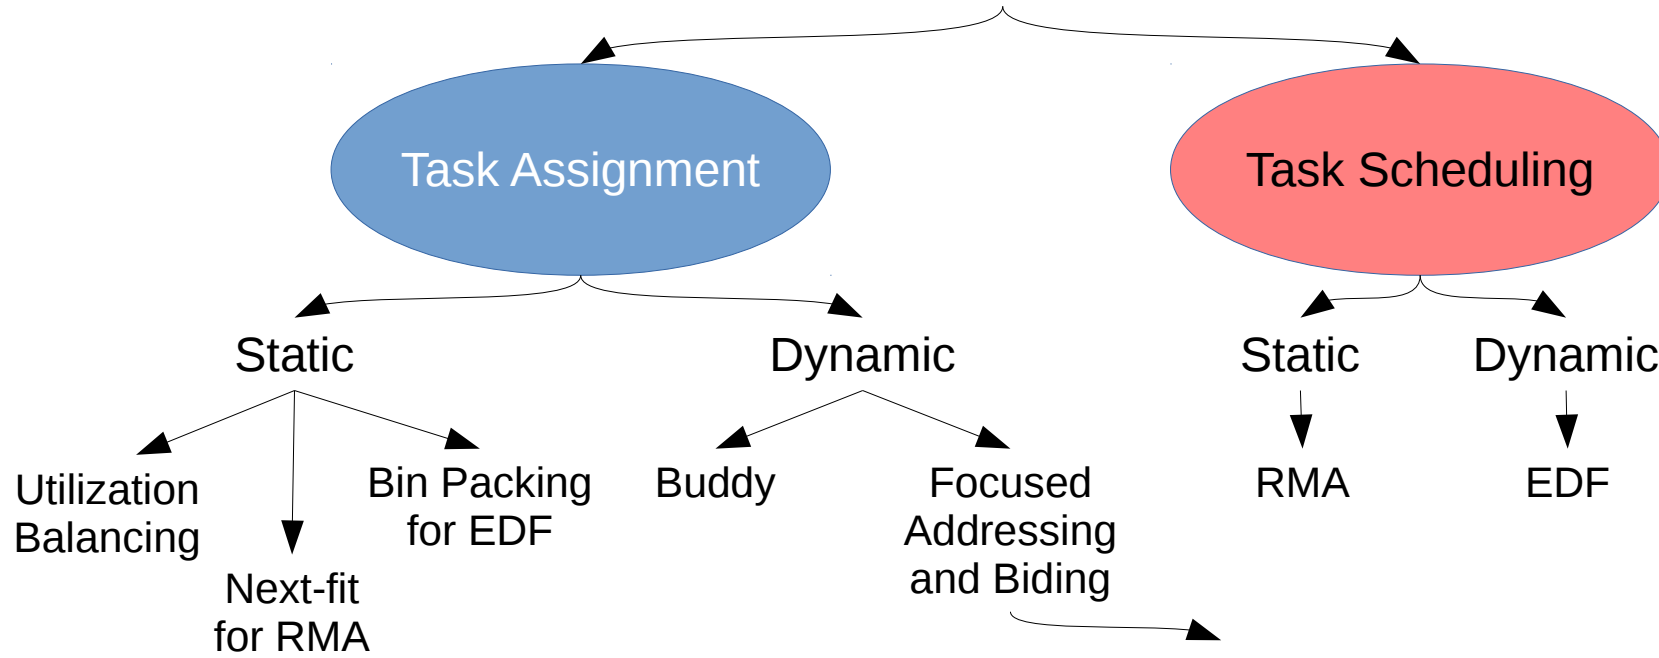 Task Assignment
Task Scheduling
Static
Dynamic
Static
Dynamic
Utilization
Balancing
Next-fit
for RMA
Bin Packing
for EDF
Buddy
Focused
Addressing
and Biding
RMA
EDF